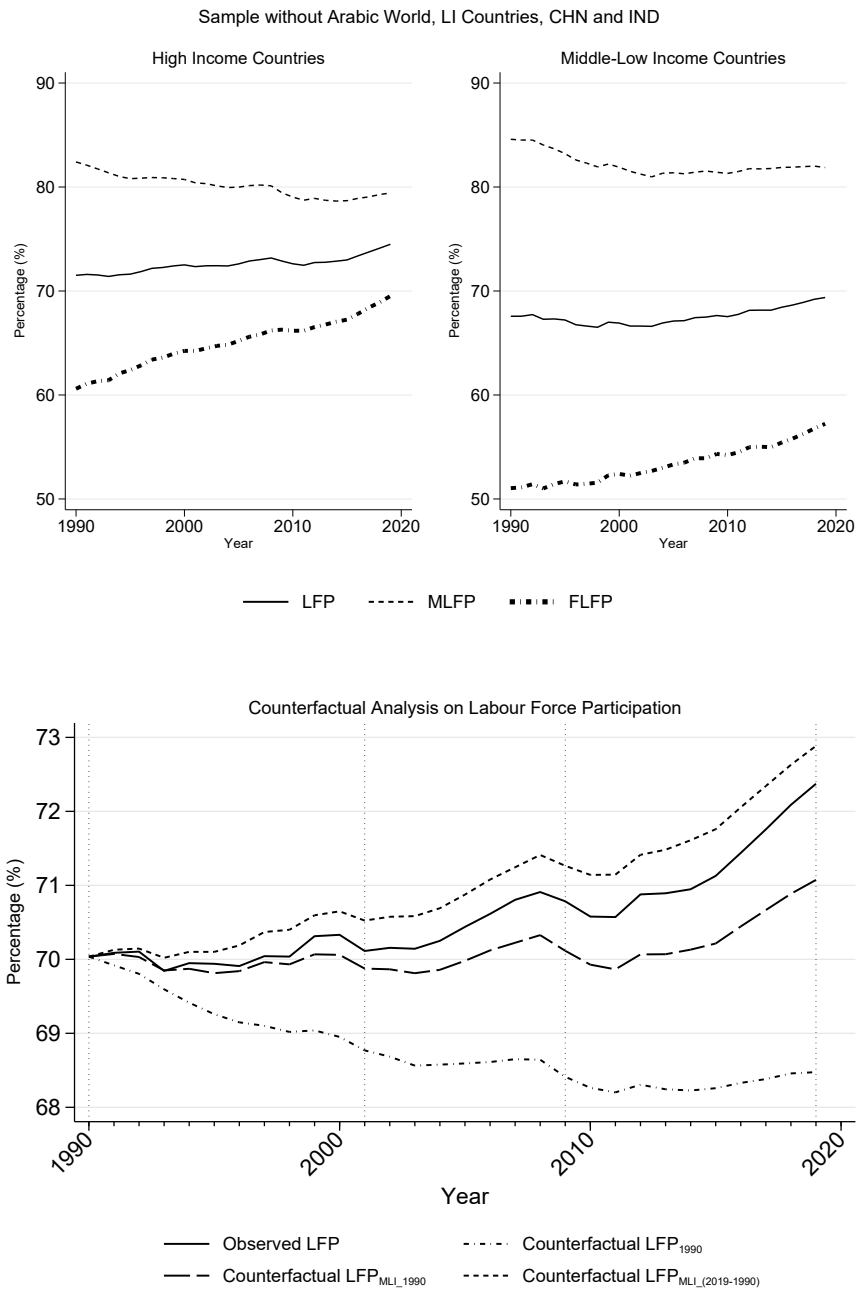 Sample without Arabic World, LI Countries, CHN and IND
High Income Countries
Middle-Low Income Countries
90
80
70
60
50
Percentage (%)
1990 2000 2010 2020
Year
90
80
70
60
50
Percentage (%)
1990 2000 2010 2020
Year
LFP MLFP FLFP
Counterfactual Analysis on Labour Force Participation
73
72
71
70
69
68
Percentage (%)
1990 2000 2010 2020
Year
Observed LFP
Counterfactual LFP1990
Counterfactual LFPMLI_1990
Counterfactual LFPMLI_(2019-1990)